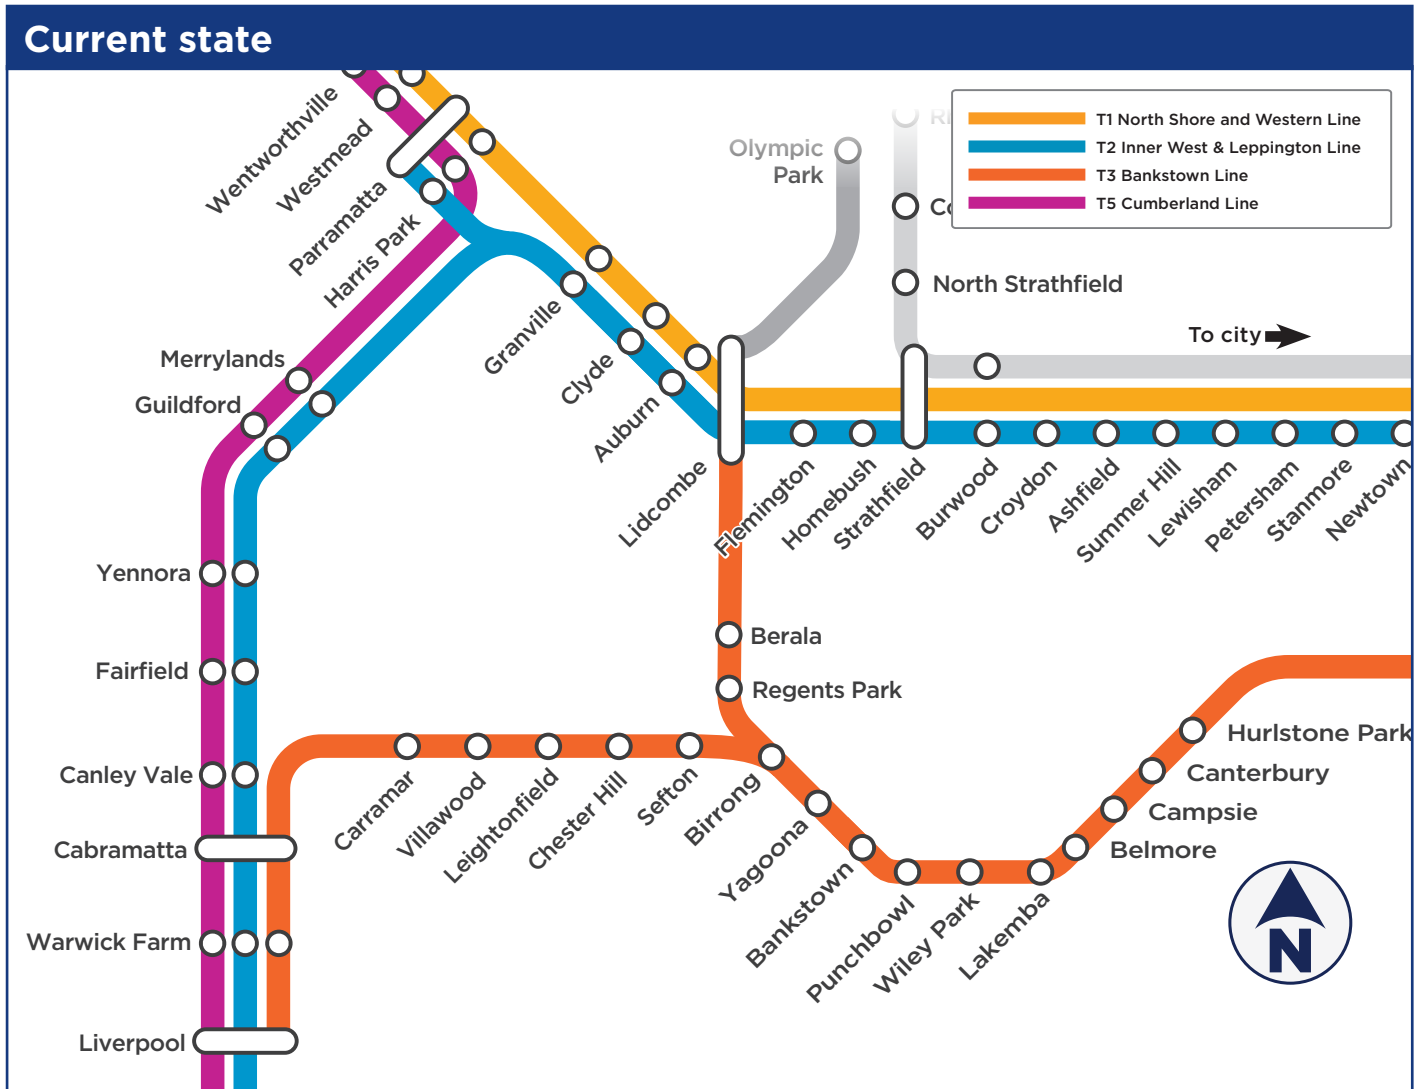 Current state
T1 North Shore and Western Line
T2 Inner West & Leppington Line
T3 Bankstown Line
T5 Cumberland Line
Wentworthville
Westmead
Parramatta
Harris Park
Olympic
Park
North Strathfield
To city
Merrylands
Guildford
Granville
Clyde
Auburn
Lidcombe
Flemington
Homebush
Strathfield
Burwood
Croydon
Ashfield
Summer Hill
Lewisham
Petersham
Stanmore
Newtown
Yennora
Fairfield
Canley Vale
Cabramatta
Warwick Farm
Liverpool
Berala
Regents Park
Carramar
Villawood
Leightonfield
Chester Hill
Sefton
Birrong
Yagoona
Bankstown
Punchbowl
Wiley Park
Lakemba
Hurlstone Park
Canterbury
Campsie
Belmore
N